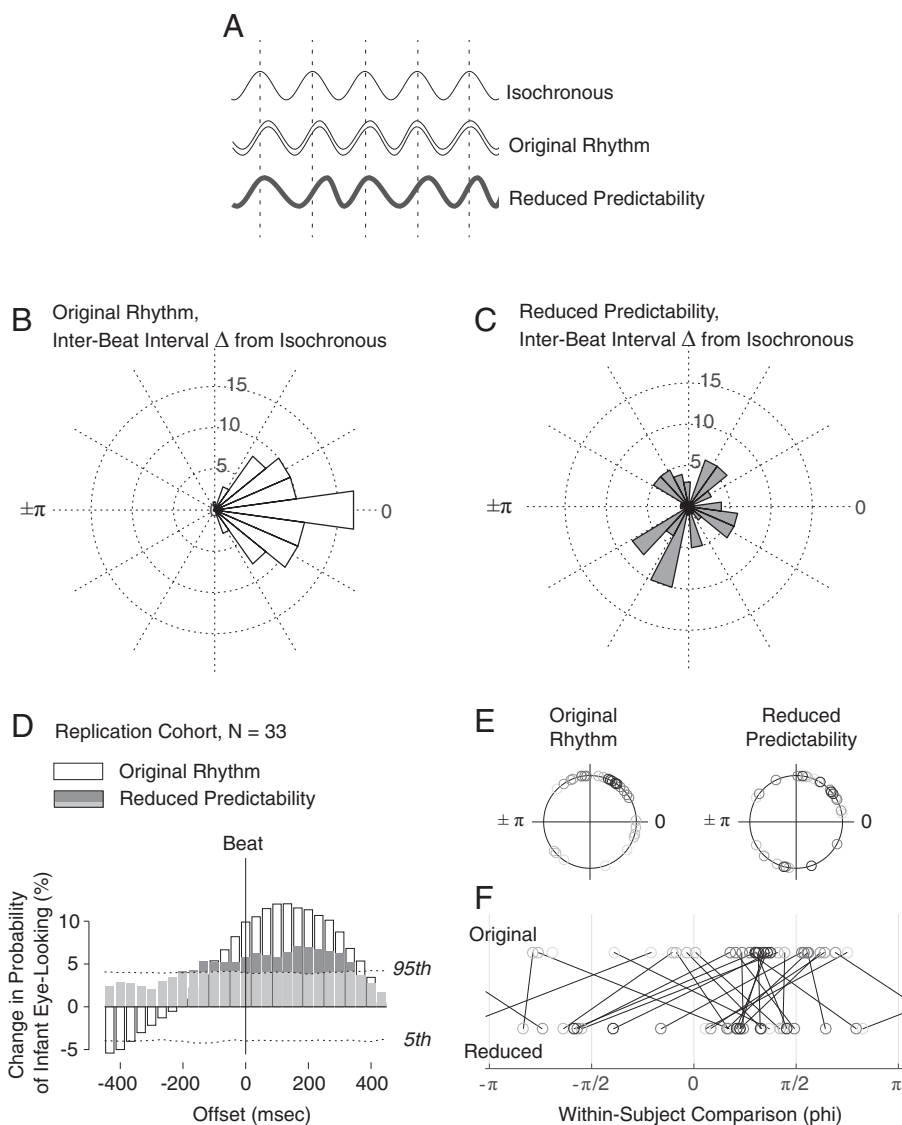 A
Isochronous
Original Rhythm
Reduced Predictability
B
Original Rhythm,
Inter-Beat Interval Δ from Isochronous
15
10
5
±π
0
C
Reduced Predictability,
Inter-Beat Interval Δ from Isochronous
15
10
5
±π
0
D
Replication Cohort, N = 33
Original Rhythm
Reduced Predictability
Beat
Change in Probability
of Infant Eye-Looking (%)
10
5
0
-5
95th
5th
-400
-200
0
200
400
Offset (msec)
E
Original
Rhythm
Reduced
Predictability
± π
0
± π
0
F
Original
Reduced
-π
-π/2
0
π/2
π
Within-Subject Comparison (phi)